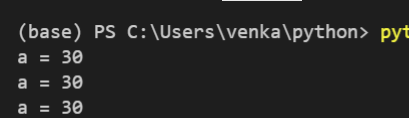 (base) PS C:\Users\venka\python> pyt
a = 30
a = 30
a = 30